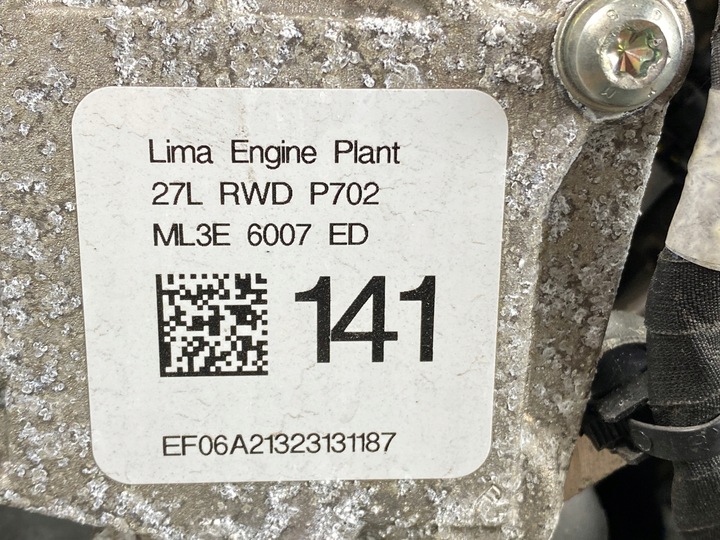 Lima Engine Plant
27L RWD P702
ML3E 6007 ED
141
EF06A21323131187